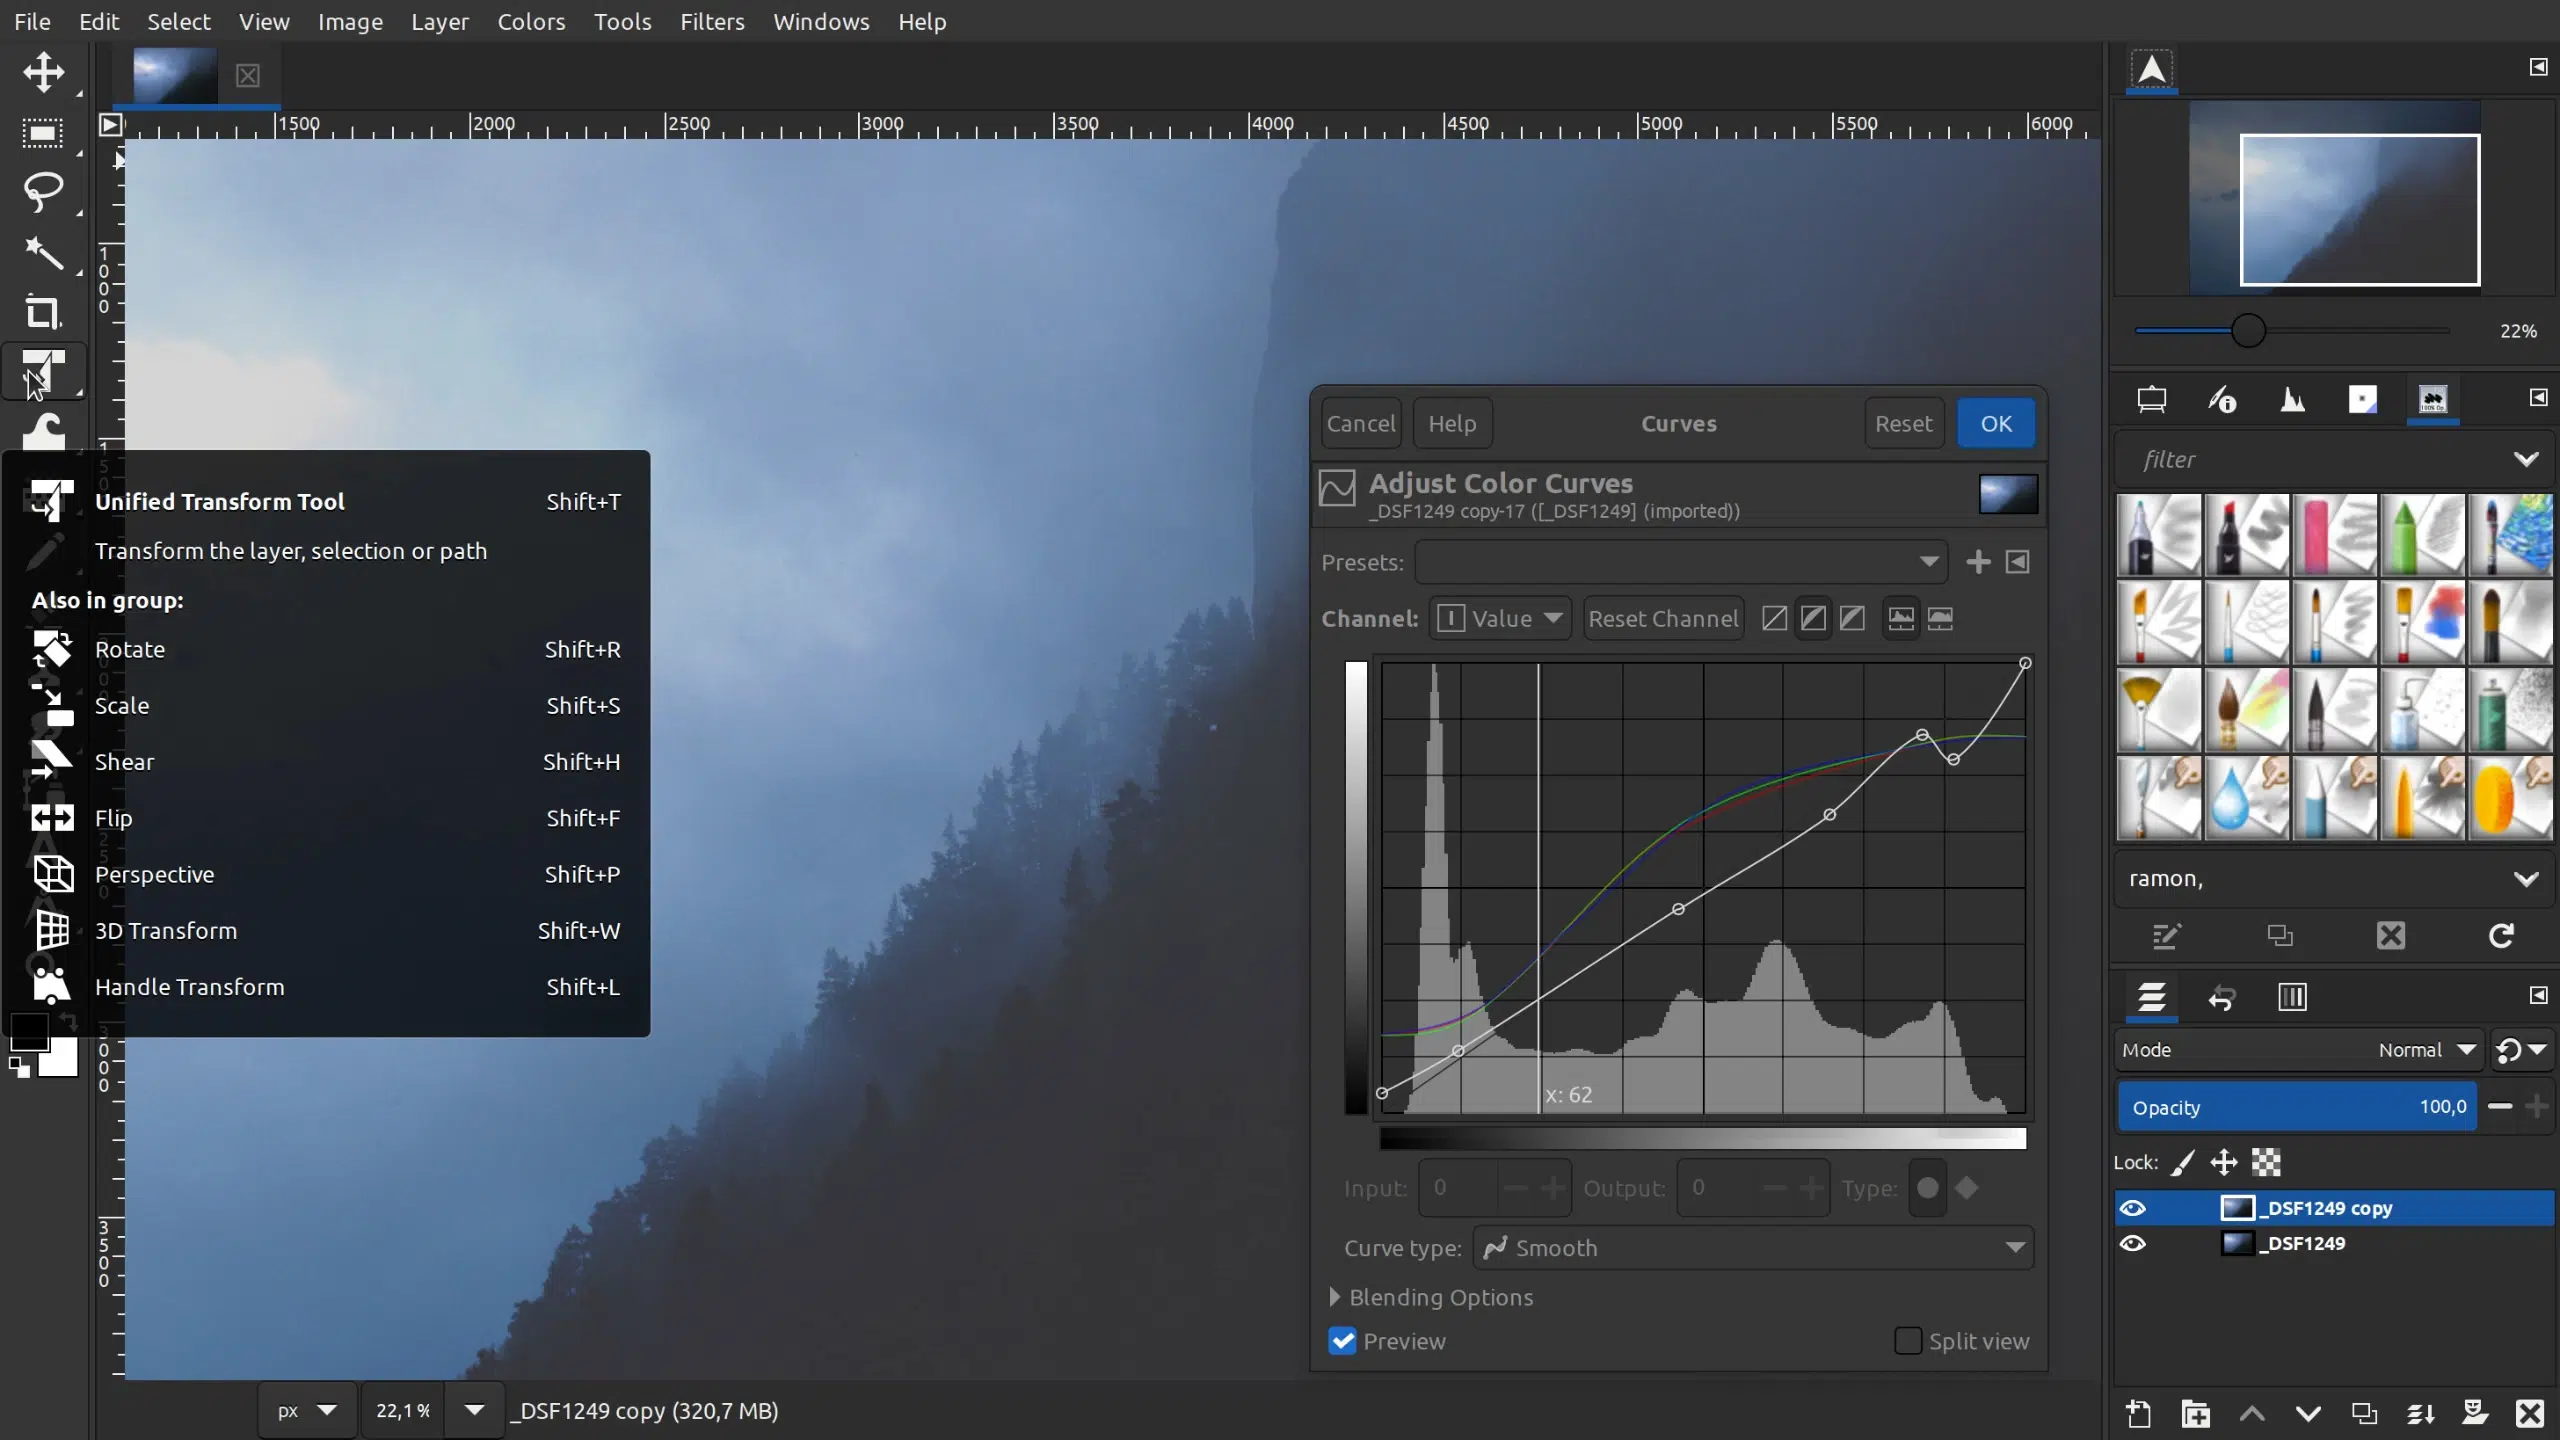 File Edit Select View Image Layer Colors Tools Filters Windows Help
1500 2000 2500 3000 3500 4000 4500 5000 5500 6000
1000
3000
3500
Unified Transform Tool Shift+T
Transform the layer, selection or path
Also in group:
Rotate Shift+R
Scale Shift+S
Shear Shift+H
Flip Shift+F
Perspective Shift+P
3D Transform Shift+W
Handle Transform Shift+L
px 22,1 % _DSF1249 copy (320,7 MB)
Cancel Help Curves Reset OK
Adjust Color Curves
_DSF1249 copy-17 ([_DSF1249] (imported))
Presets:
Channel: Value Reset Channel
x: 62
Input: 0 Output: 0 Type:
Curve type: Smooth
Blending Options
Preview Split view
22%
filter
ramon,
Mode Normal
Opacity 100,0
Lock:
_DSF1249 copy
_DSF1249